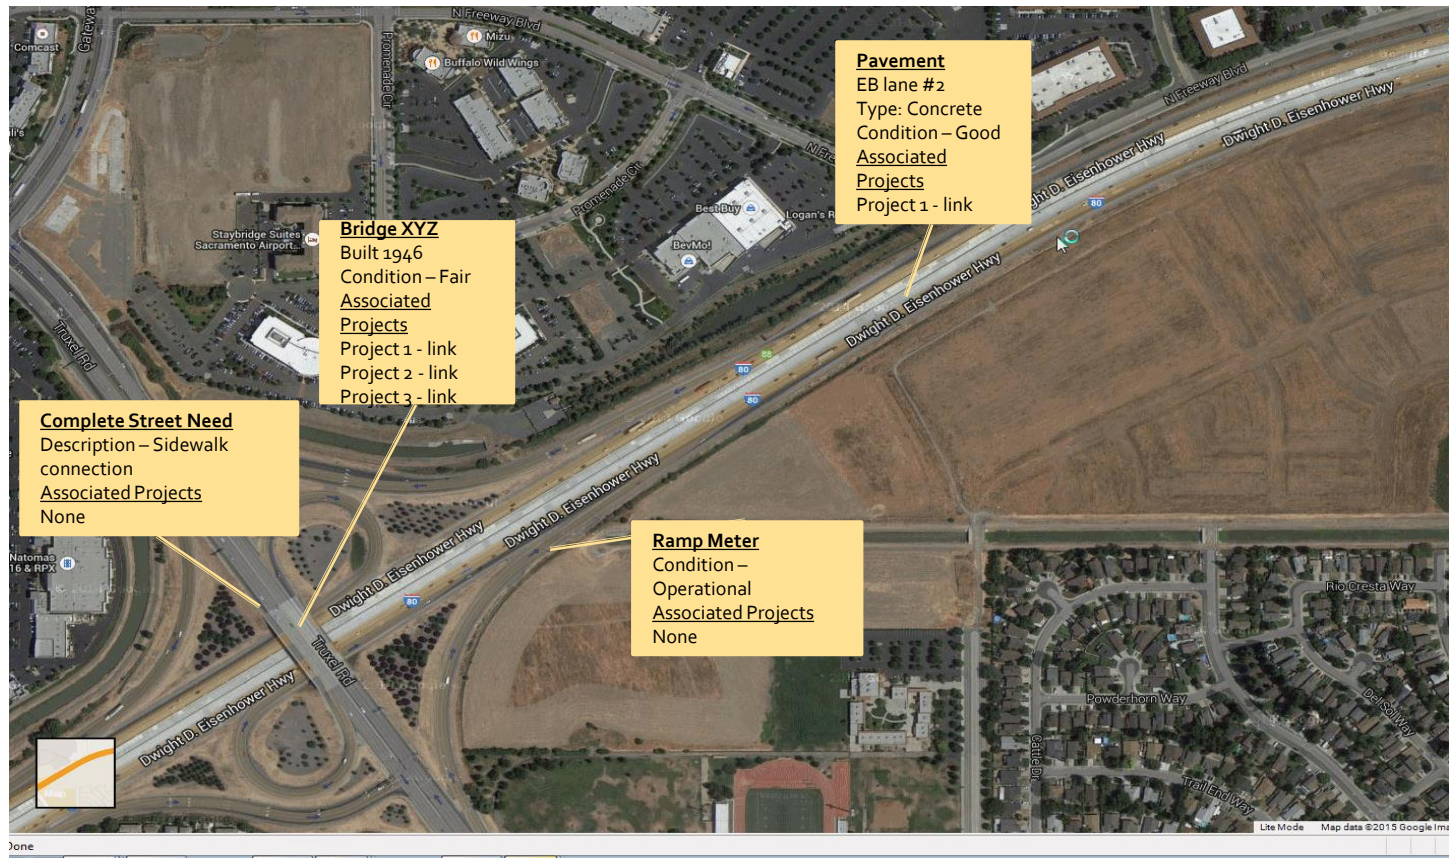 N Freeway Blvd
Comcast
Gateway
Promenade Cir
Mizu
Buffalo Wild Wings
Pavement
EB lane #2
Type: Concrete
Condition – Good
Associated
Projects
Project 1 - link
N Freeway Blvd
Dwight D. Eisenhower Hwy
Dwight D. Eisenhower Hwy
80
Promenade Cir
Best Buy
Logan's R
BevMo!
Staybridge Suites
Sacramento Airport...
Bridge XYZ
Built 1946
Condition – Fair
Associated
Projects
Project 1 - link
Project 2 - link
Project 3 - link
Truxel Rd
Dwight D. Eisenhower Hwy
88
80
80
Complete Street Need
Description – Sidewalk
connection
Associated Projects
None
Dwight D. Eisenhower Hwy
Dwight D. Eisenhower Hwy
80
Ramp Meter
Condition –
Operational
Associated Projects
None
Natomas
16 & RPX
Truxel Rd
Dwight D. Eisenhower Hwy
Rio Cresta Way
Powderhorn Way
Del Sol Way
Cattle Dr
Trail End Way
Map
Lite Mode
Map data ©2015 Google Ima
Done